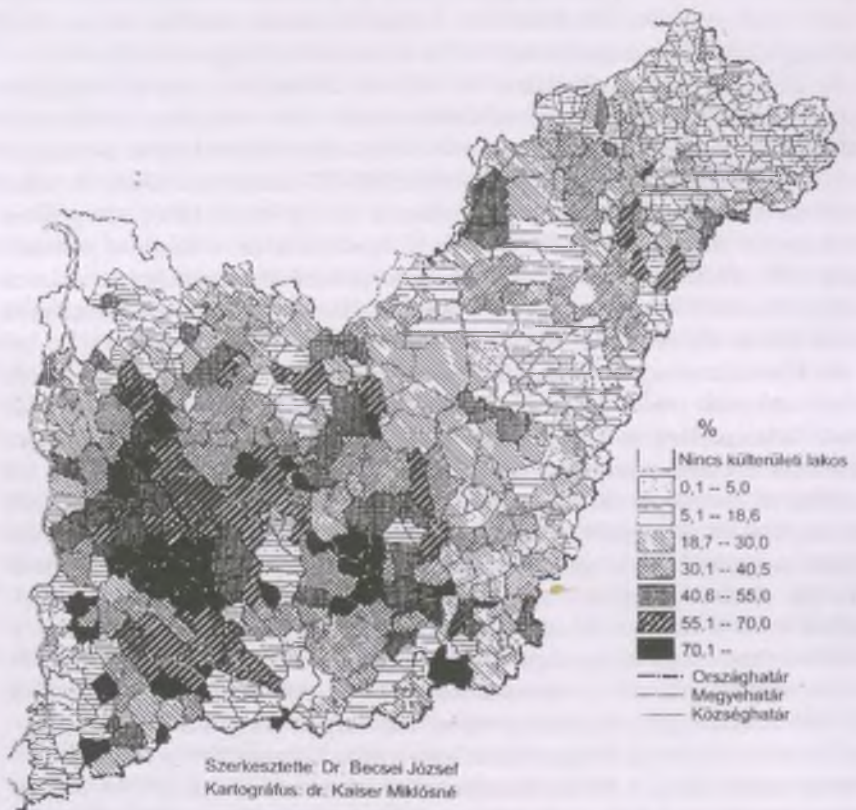 %
Nincs külterületi lakos
0,1 -- 5,0
5,1 -- 18,6
18,7 -- 30,0
30,1 -- 40,5
40,6 -- 55,0
55,1 -- 70,0
70,1 --
Országhatár
Megyehatár
Községhatár
Szerkesztette: Dr. Becsei József
Kartográfus: dr. Kaiser Miklósné